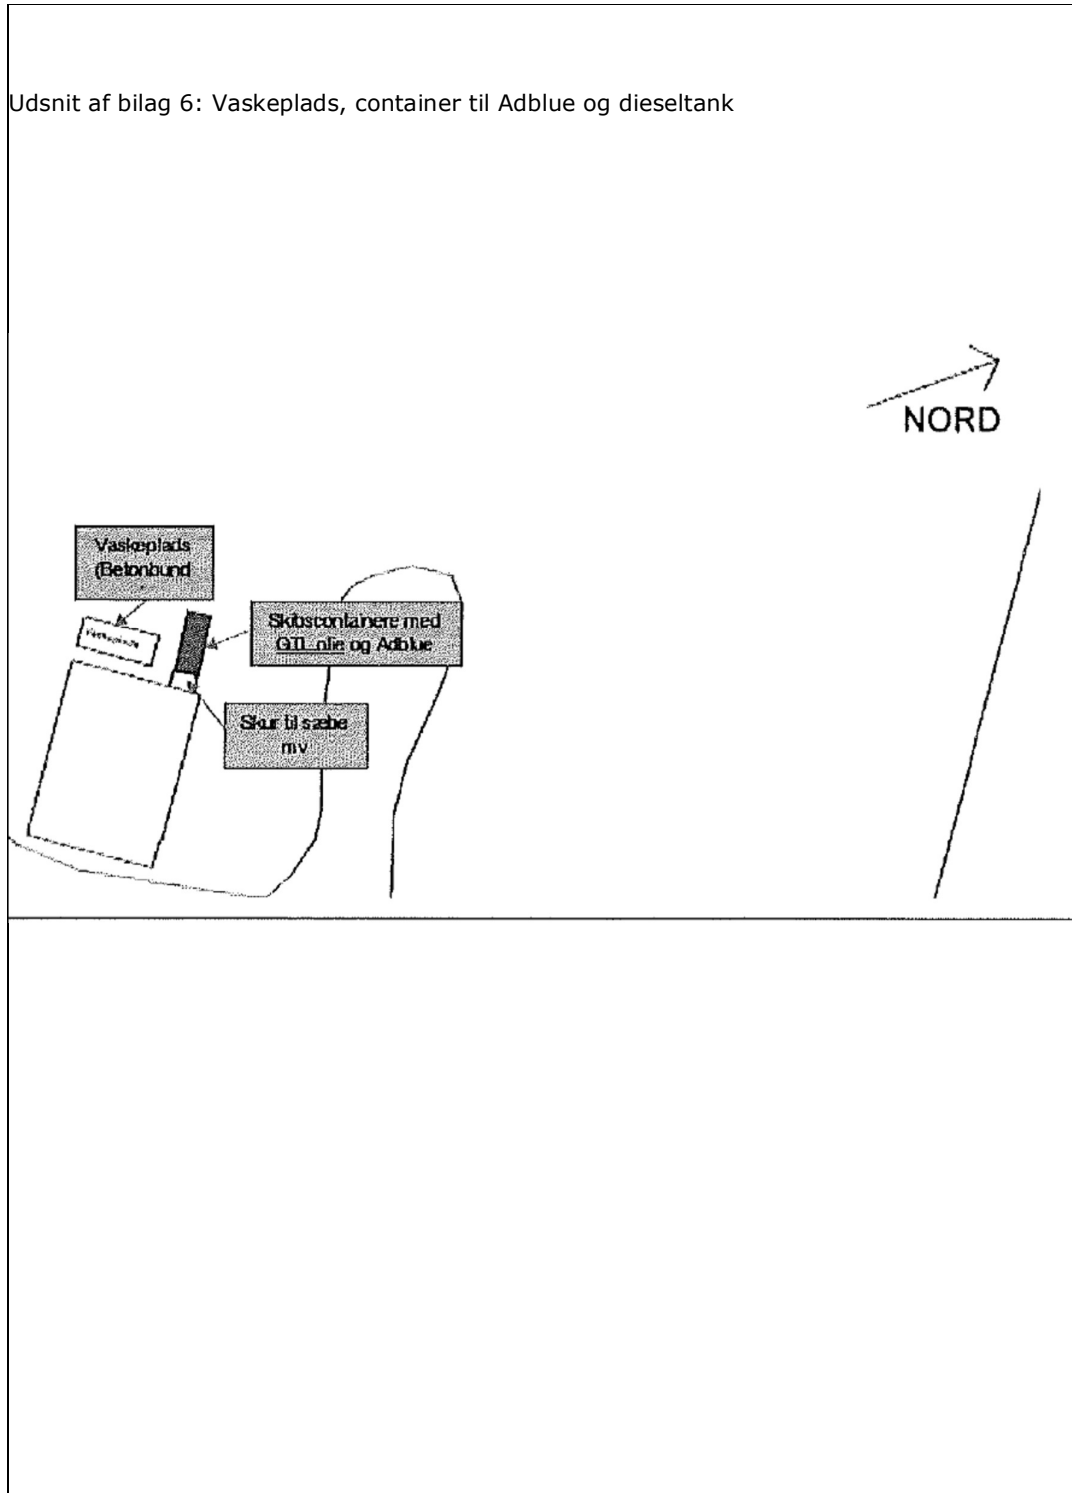 Udsnit af bilag 6: Vaskeplads, container til Adblue og dieseltank
NORD
Vaskeplads
(Betonbund
Skibscontainere med
GTL olie og Adblue
Skur til sæbe
mv